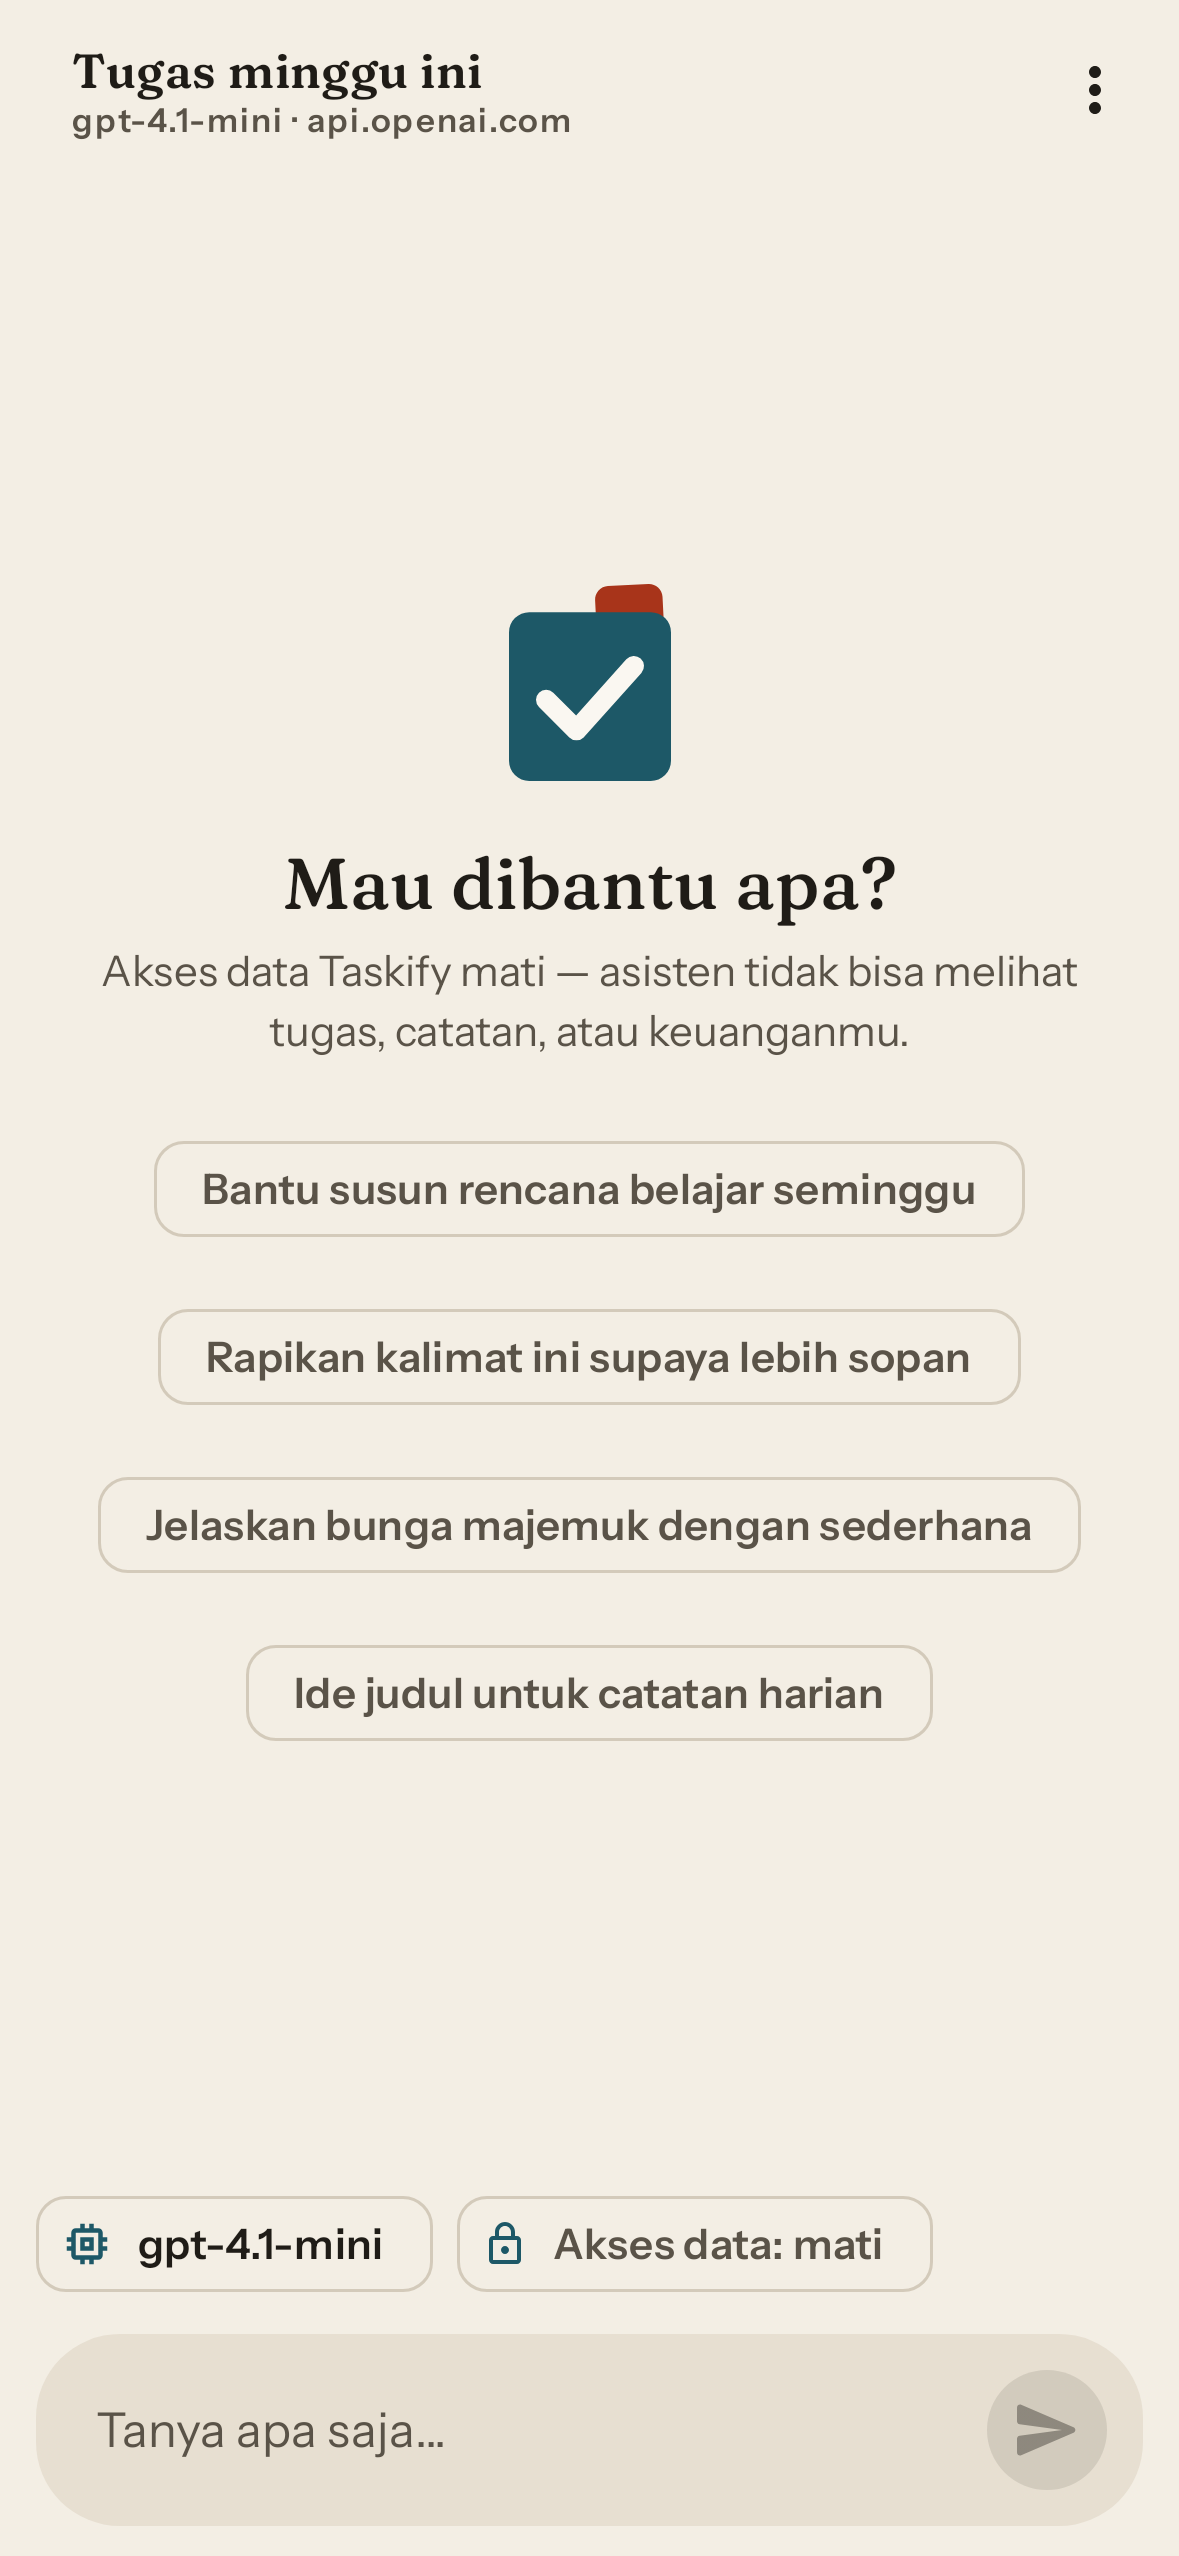 Tugas minggu ini
gpt-4.1-mini · api.openai.com
Mau dibantu apa?
Akses data Taskify mati — asisten tidak bisa melihat
tugas, catatan, atau keuanganmu.
Bantu susun rencana belajar seminggu
Rapikan kalimat ini supaya lebih sopan
Jelaskan bunga majemuk dengan sederhana
Ide judul untuk catatan harian
gpt-4.1-mini
Akses data: mati
Tanya apa saja…